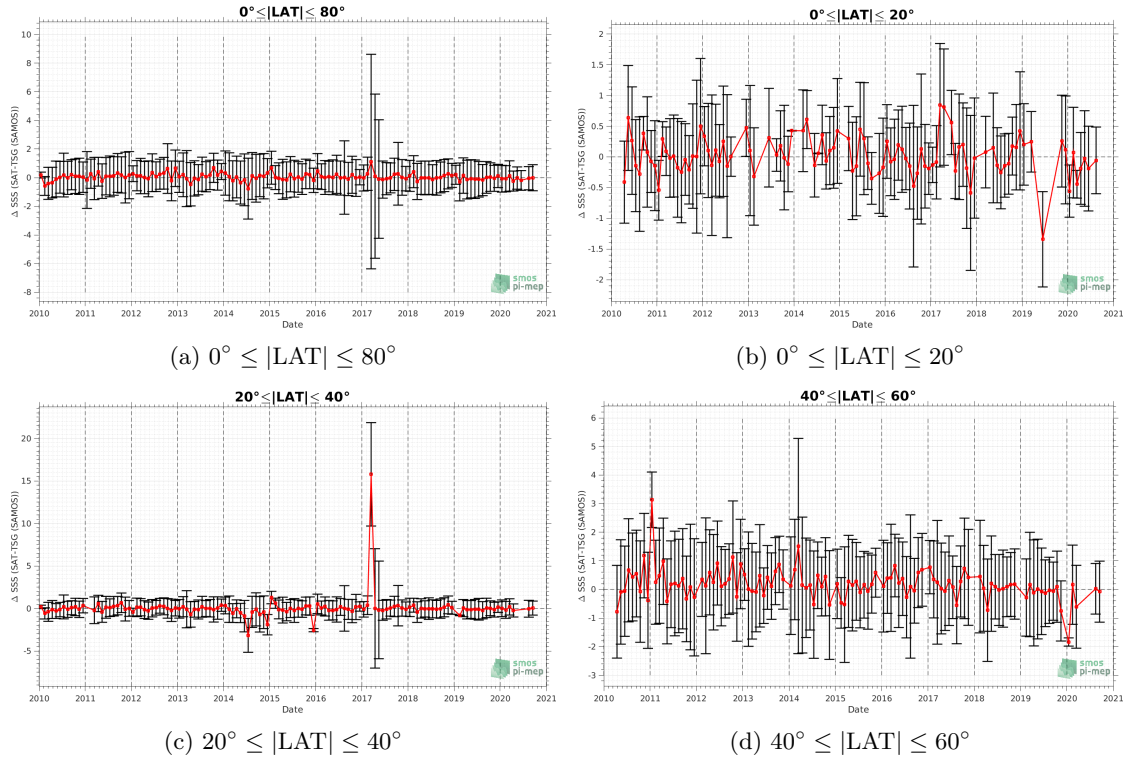 0°≤|LAT|≤ 80°
Δ SSS (SAT-TSG (SAMOS))
10
8
6
4
2
0
-2
-4
-6
-8
2010 2011 2012 2013 2014 2015 2016 2017 2018 2019 2020 2021
Date
smos
pi-mep
(a) 0° ≤ |LAT| ≤ 80°
0°≤|LAT|≤ 20°
Δ SSS (SAT-TSG (SAMOS))
2
1.5
1
0.5
0
-0.5
-1
-1.5
-2
2010 2011 2012 2013 2014 2015 2016 2017 2018 2019 2020 2021
Date
smos
pi-mep
(b) 0° ≤ |LAT| ≤ 20°
20°≤|LAT|≤ 40°
Δ SSS (SAT-TSG (SAMOS))
20
15
10
5
0
-5
2010 2011 2012 2013 2014 2015 2016 2017 2018 2019 2020 2021
Date
smos
pi-mep
(c) 20° ≤ |LAT| ≤ 40°
40°≤|LAT|≤ 60°
Δ SSS (SAT-TSG (SAMOS))
6
5
4
3
2
1
0
-1
-2
-3
2010 2011 2012 2013 2014 2015 2016 2017 2018 2019 2020 2021
Date
smos
pi-mep
(d) 40° ≤ |LAT| ≤ 60°